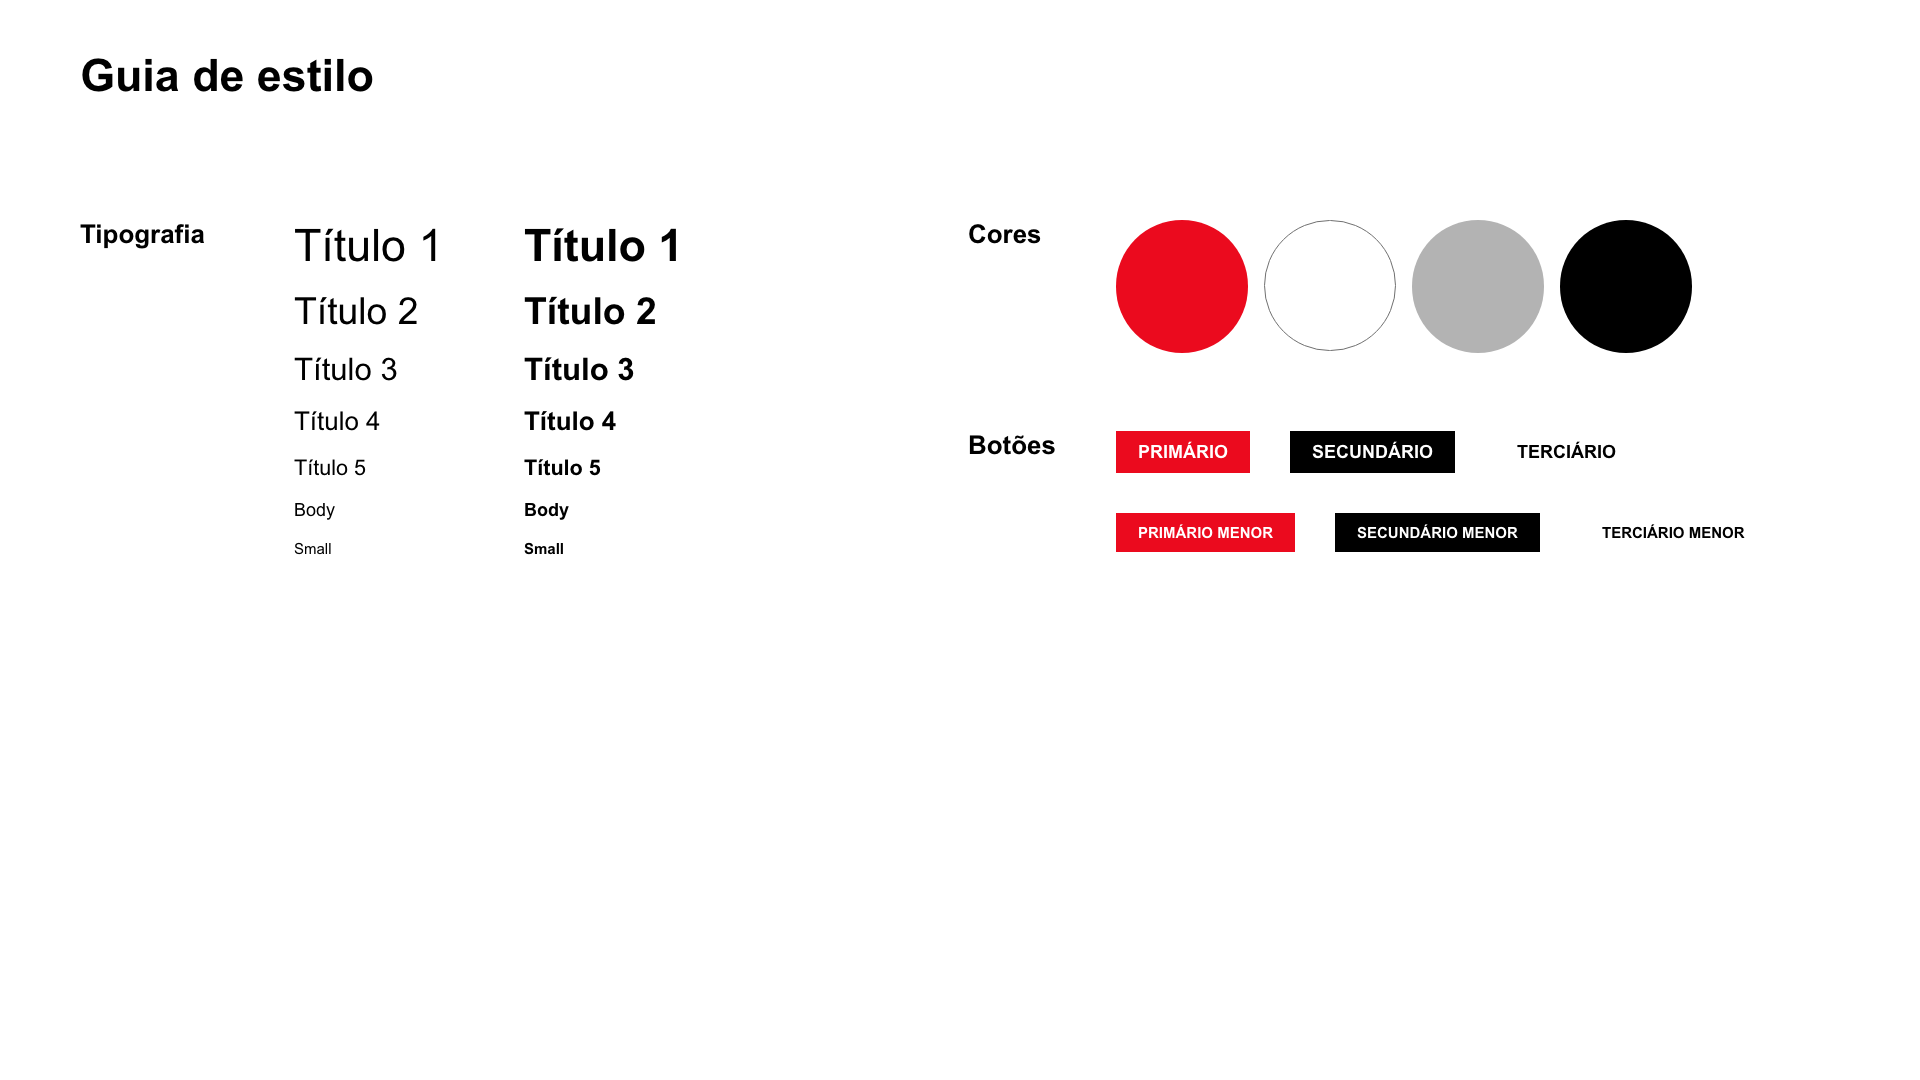 Guia de estilo
Tipografia
Título 1 Título 1
Título 2 Título 2
Título 3 Título 3
Título 4 Título 4
Título 5 Título 5
Body Body
Small Small
Cores
Botões
PRIMÁRIO SECUNDÁRIO TERCIÁRIO
PRIMÁRIO MENOR SECUNDÁRIO MENOR TERCIÁRIO MENOR